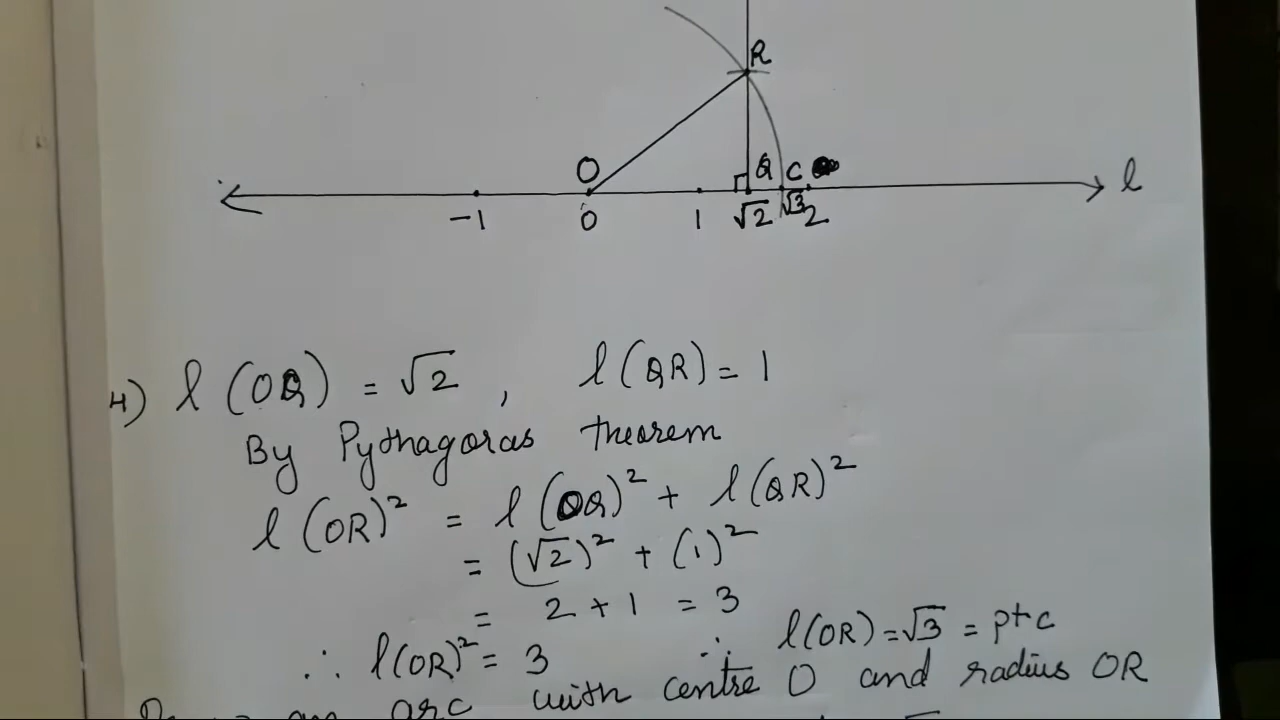 R
O Q C l
-1 0 1 √2 √3 2
4) l(OQ) = √2 , l(QR) = 1
By Pythagoras theorem
l(OR)² = l(OQ)² + l(QR)²
= (√2)² + (1)²
= 2 + 1 = 3
∴ l(OR)² = 3 ∴ l(OR) = √3 = pt c
an arc with centre O and radius OR